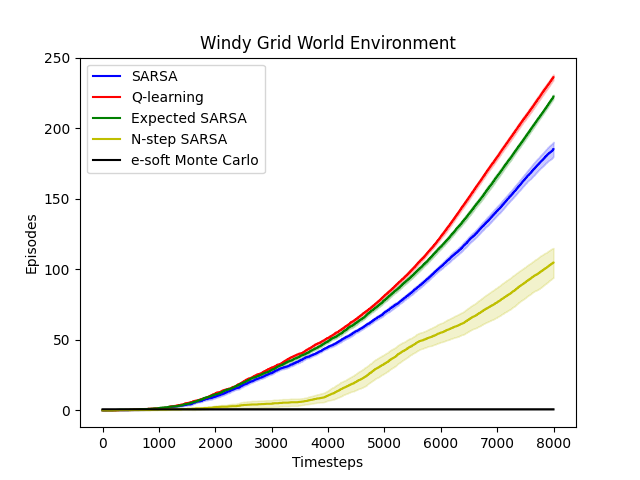 Windy Grid World Environment
SARSA
Q-learning
Expected SARSA
N-step SARSA
e-soft Monte Carlo
250
200
150
100
50
0
Episodes
0 1000 2000 3000 4000 5000 6000 7000 8000
Timesteps